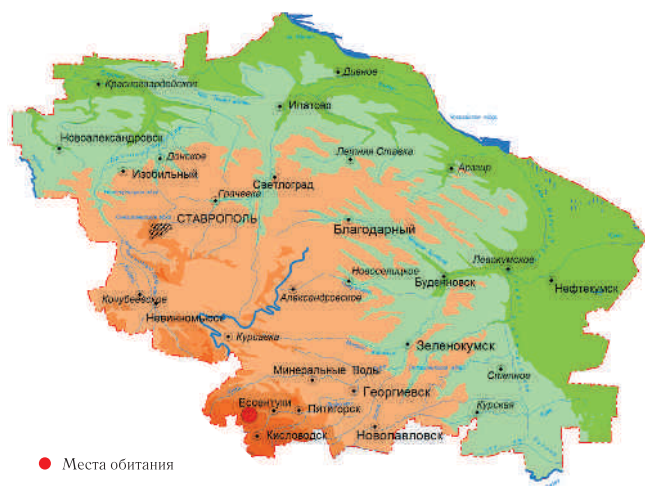 Дивное
Красногвардейское
Ипатово
Новоалександровск
Донское
Летняя Ставка
Изобильный
Светлоград
Арзгир
Грачевка
СТАВРОПОЛЬ
Благодарный
Левокумское
Новоселицкое
Буденновск
Нефтекумск
Кочубеевское
Александровское
Невинномысск
Курсавка
Зеленокумск
Минеральные Воды
Степное
Георгиевск
Ессентуки
Пятигорск
Курская
Кисловодск
Новопавловск
Места обитания